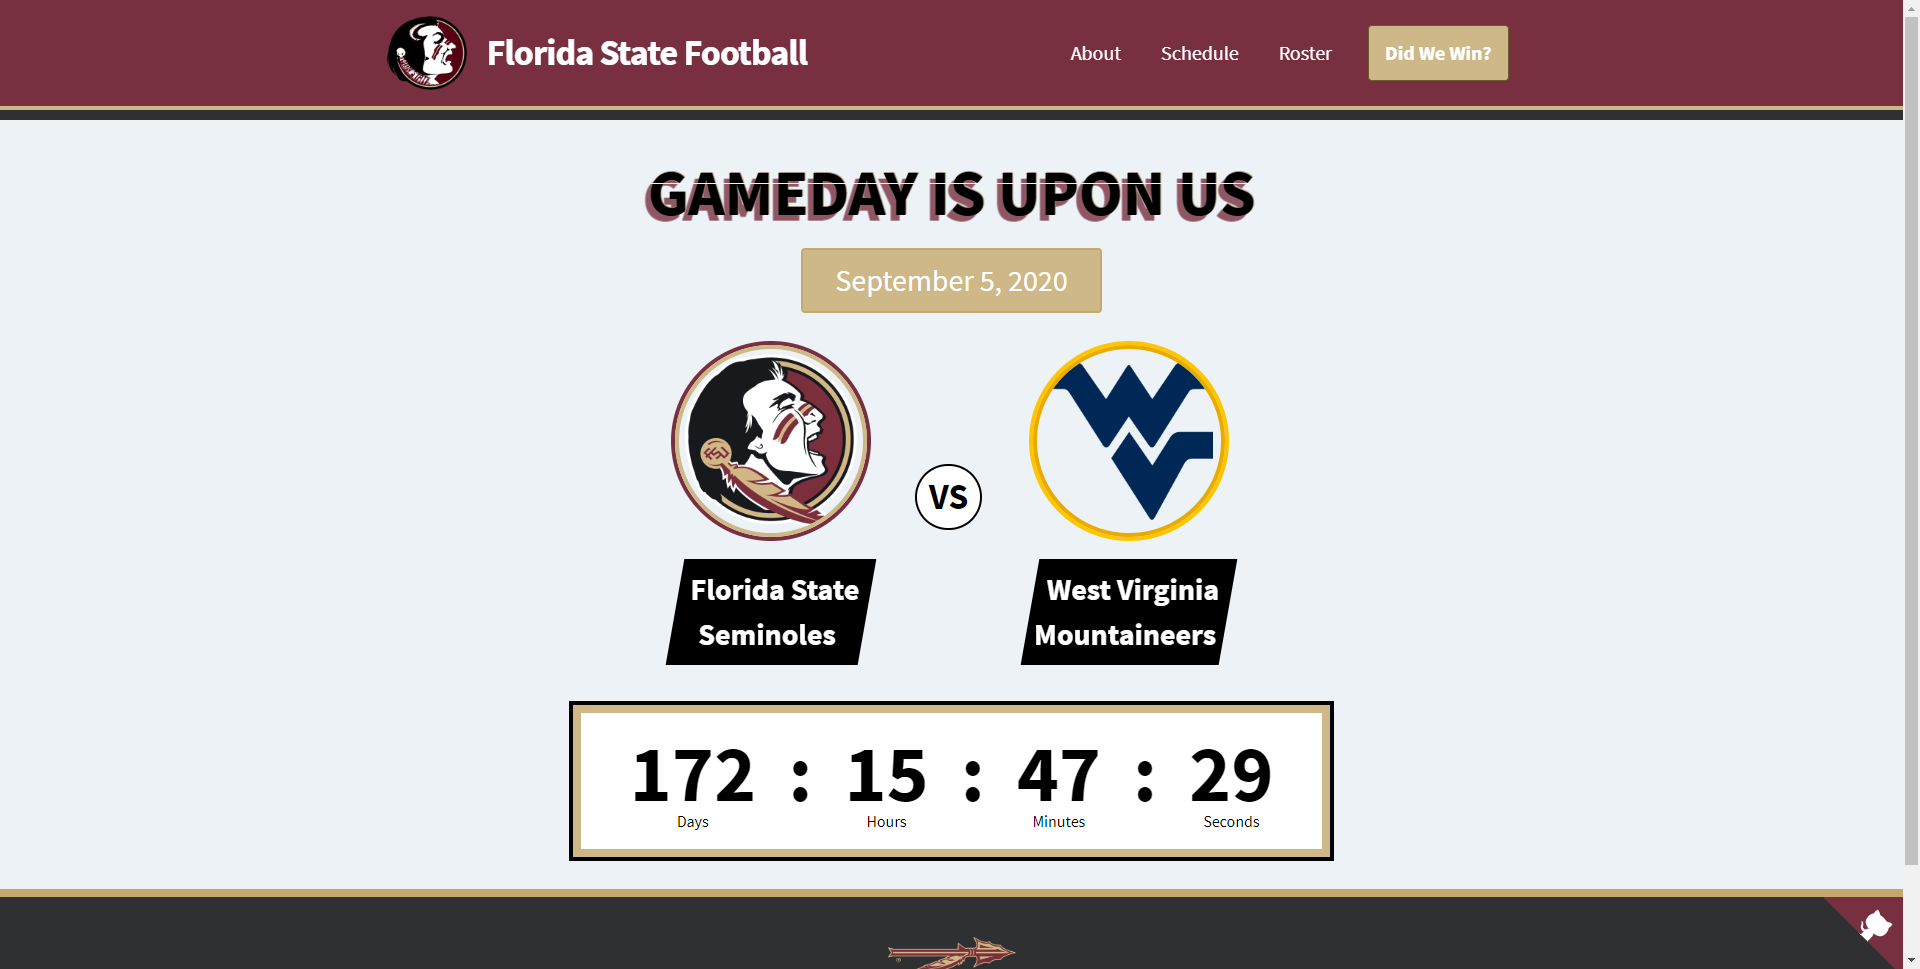 Florida State Football
About Schedule Roster Did We Win?
GAMEDAY IS UPON US
September 5, 2020
FSU
VS
Florida State
Seminoles
West Virginia
Mountaineers
172 : 15 : 47 : 29
Days Hours Minutes Seconds